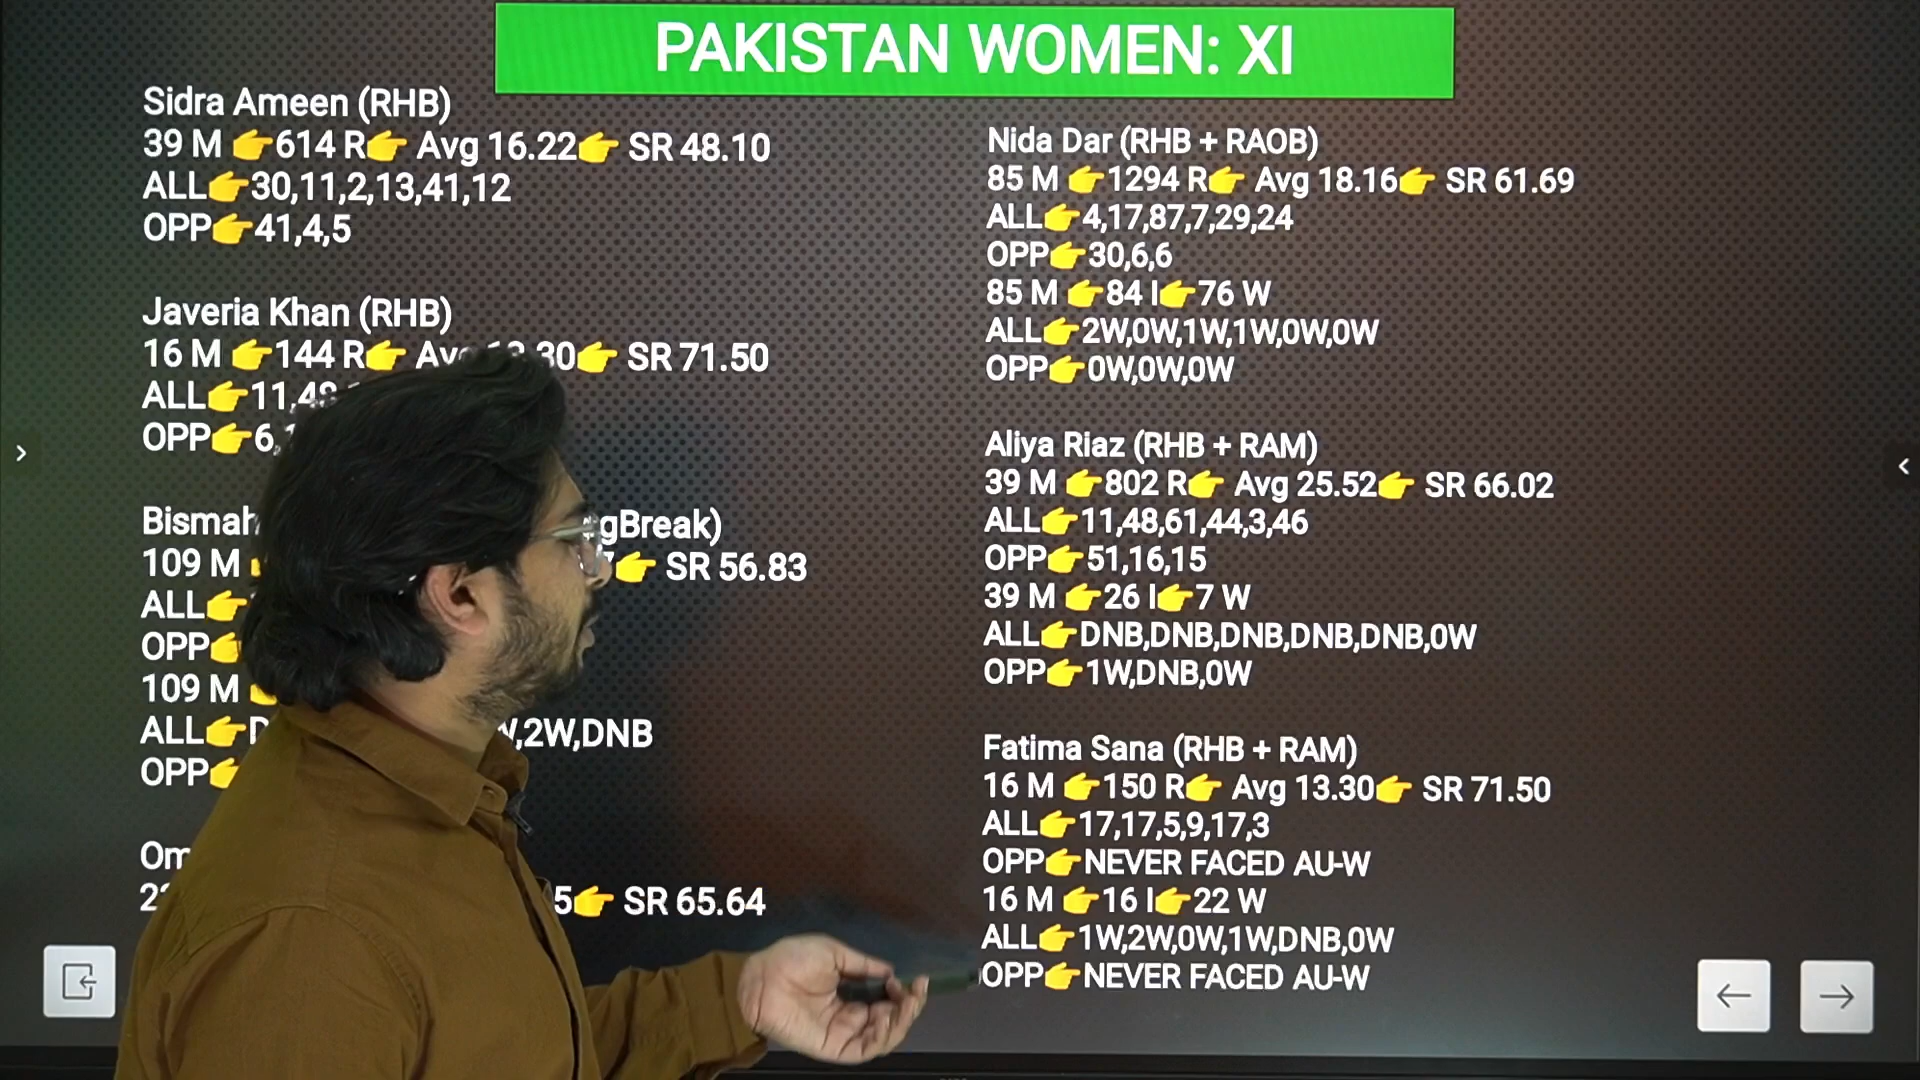 PAKISTAN WOMEN: XI
Sidra Ameen (RHB)
39 M 👉614 R👉 Avg 16.22👉 SR 48.10
ALL👉30,11,2,13,41,12
OPP👉41,4,5
Javeria Khan (RHB)
16 M 👉144 R👉 30👉 SR 71.50
ALL👉11,
OPP👉6,
Bismah gBreak)
109 M 👉 SR 56.83
ALL👉
OPP👉
109 M
ALL👉 ,2W,DNB
OPP👉
5👉 SR 65.64
Nida Dar (RHB + RAOB)
85 M 👉1294 R👉 Avg 18.16👉 SR 61.69
ALL👉4,17,87,7,29,24
OPP👉30,6,6
85 M 👉84 I👉76 W
ALL👉2W,0W,1W,1W,0W,0W
OPP👉0W,0W,0W
Aliya Riaz (RHB + RAM)
39 M 👉802 R👉 Avg 25.52👉 SR 66.02
ALL👉11,48,61,44,3,46
OPP👉51,16,15
39 M 👉26 I👉7 W
ALL👉DNB,DNB,DNB,DNB,DNB,0W
OPP👉1W,DNB,0W
Fatima Sana (RHB + RAM)
16 M 👉150 R👉 Avg 13.30👉 SR 71.50
ALL👉17,17,5,9,17,3
OPP👉NEVER FACED AU-W
16 M 👉16 I👉22 W
ALL👉1W,2W,0W,1W,DNB,0W
OPP👉NEVER FACED AU-W